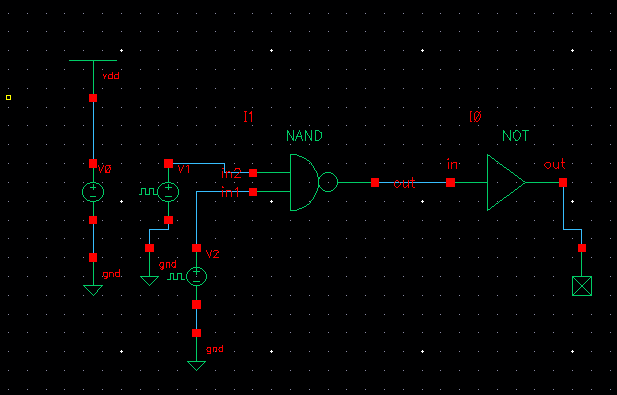 vdd
I1
I0
NAND
NOT
V0
V1
in2
in1
out
in
out
V2
gnd
gnd
gnd